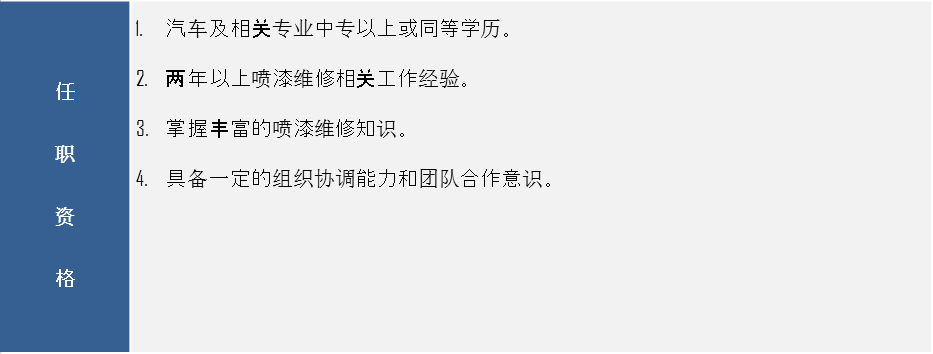 任
职
资
格
1. 汽车及相关专业中专以上或同等学历。
2. 两年以上喷漆维修相关工作经验。
3. 掌握丰富的喷漆维修知识。
4. 具备一定的组织协调能力和团队合作意识。